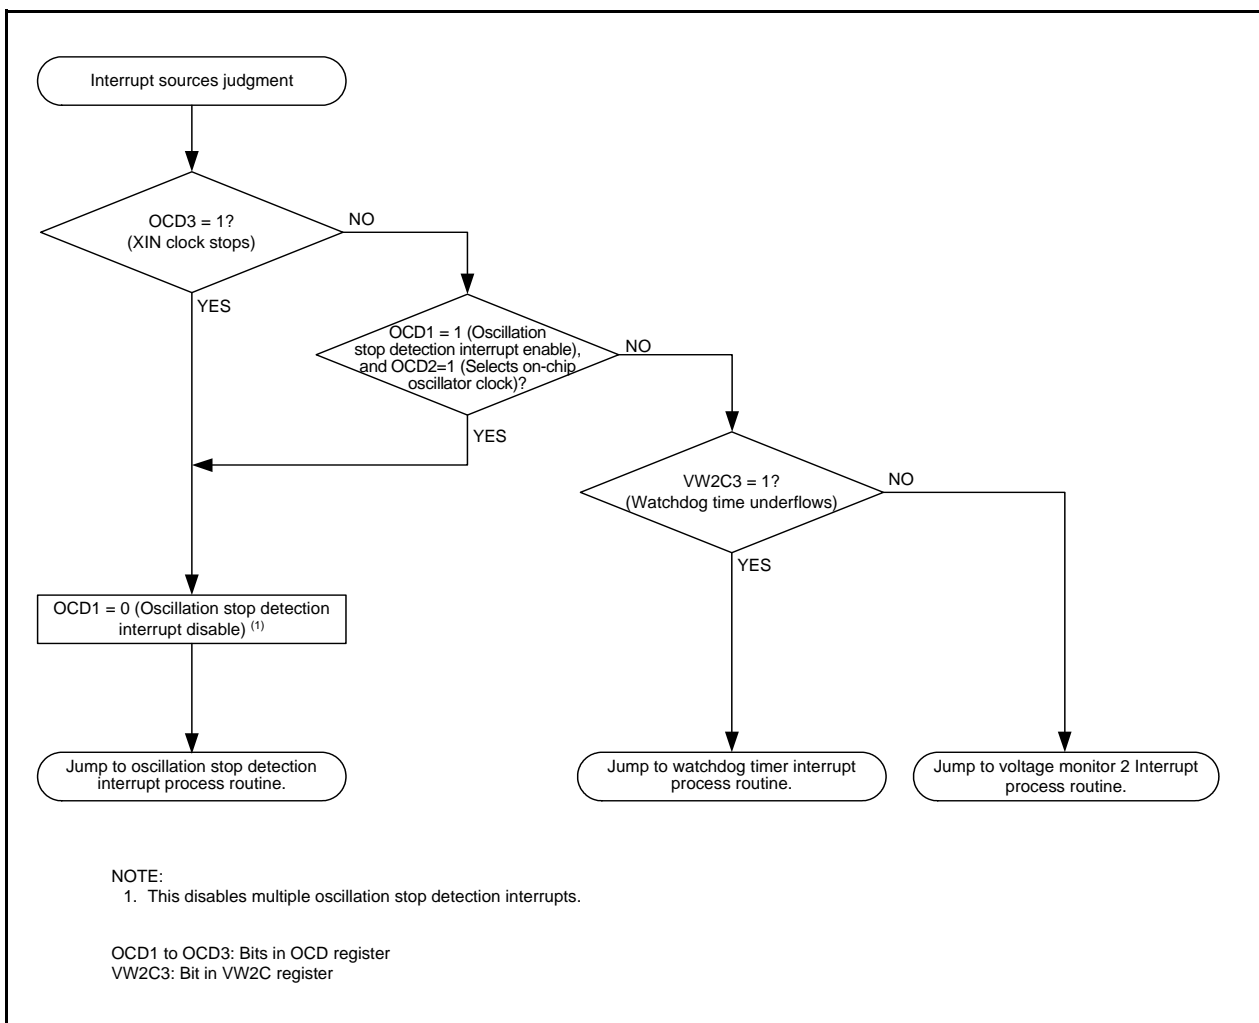 Interrupt sources judgment
OCD3 = 1?
(XIN clock stops)
NO
YES
OCD1 = 1 (Oscillation
stop detection interrupt enable),
and OCD2=1 (Selects on-chip
oscillator clock)?
NO
YES
VW2C3 = 1?
(Watchdog time underflows)
NO
YES
OCD1 = 0 (Oscillation stop detection
interrupt disable) (1)
Jump to oscillation stop detection
interrupt process routine.
Jump to watchdog timer interrupt
process routine.
Jump to voltage monitor 2 Interrupt
process routine.
NOTE:
1. This disables multiple oscillation stop detection interrupts.
OCD1 to OCD3: Bits in OCD register
VW2C3: Bit in VW2C register